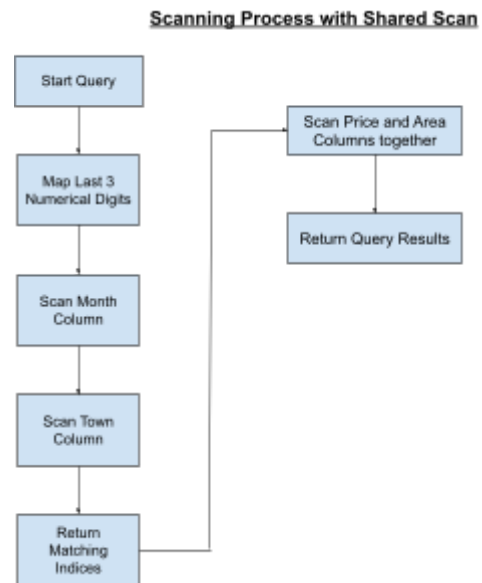 Scanning Process with Shared Scan
Start Query
Map Last 3
Numerical Digits
Scan Month
Column
Scan Town
Column
Return
Matching
Indices
Scan Price and Area
Columns together
Return Query Results